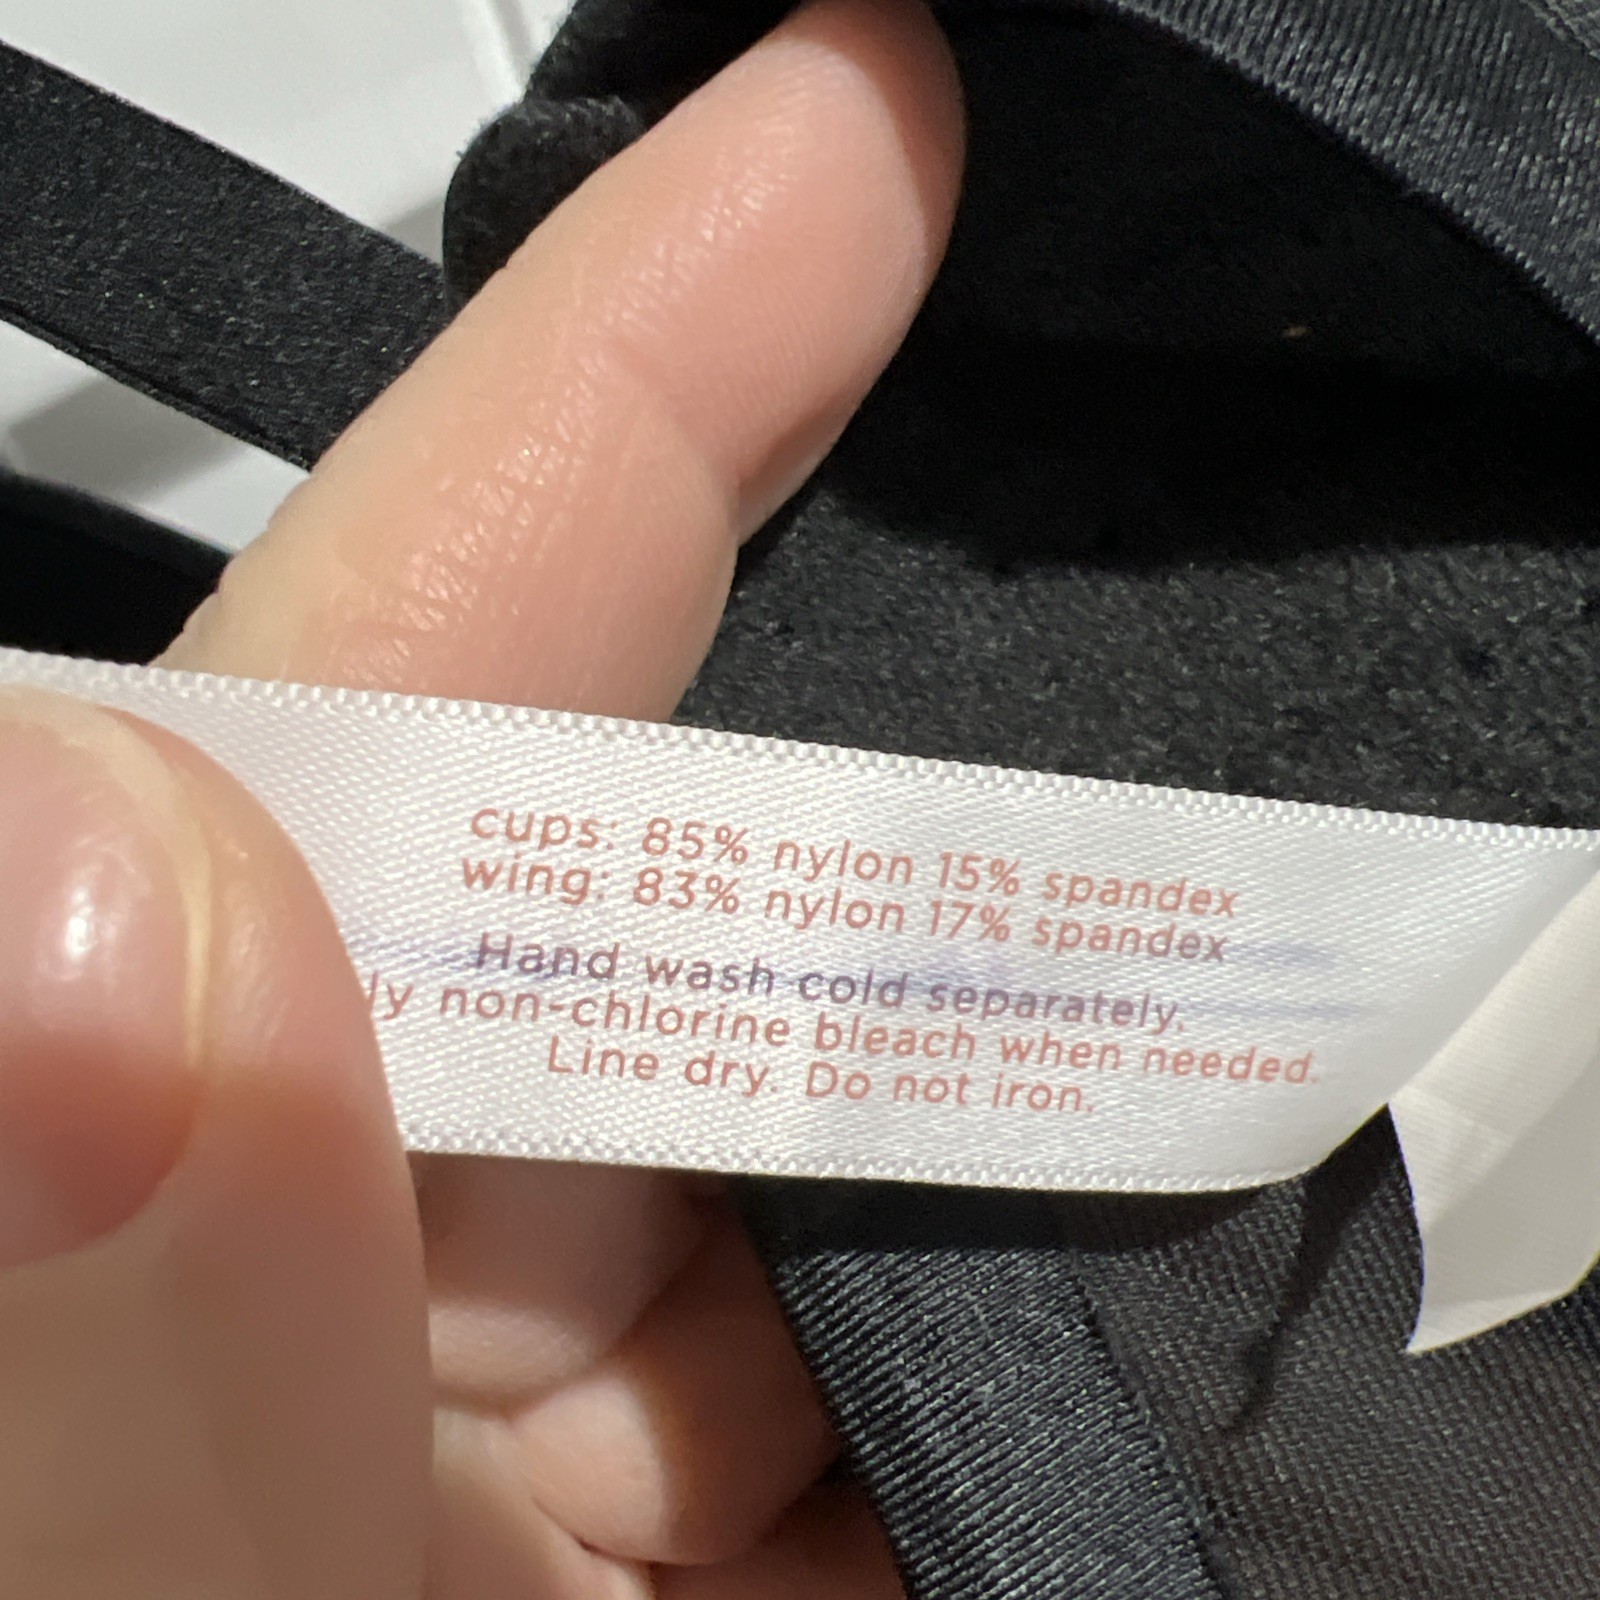 cups: 85% nylon 15% spandex
wing: 83% nylon 17% spandex
Hand wash cold separately.
non-chlorine bleach when needed.
Line dry. Do not iron.